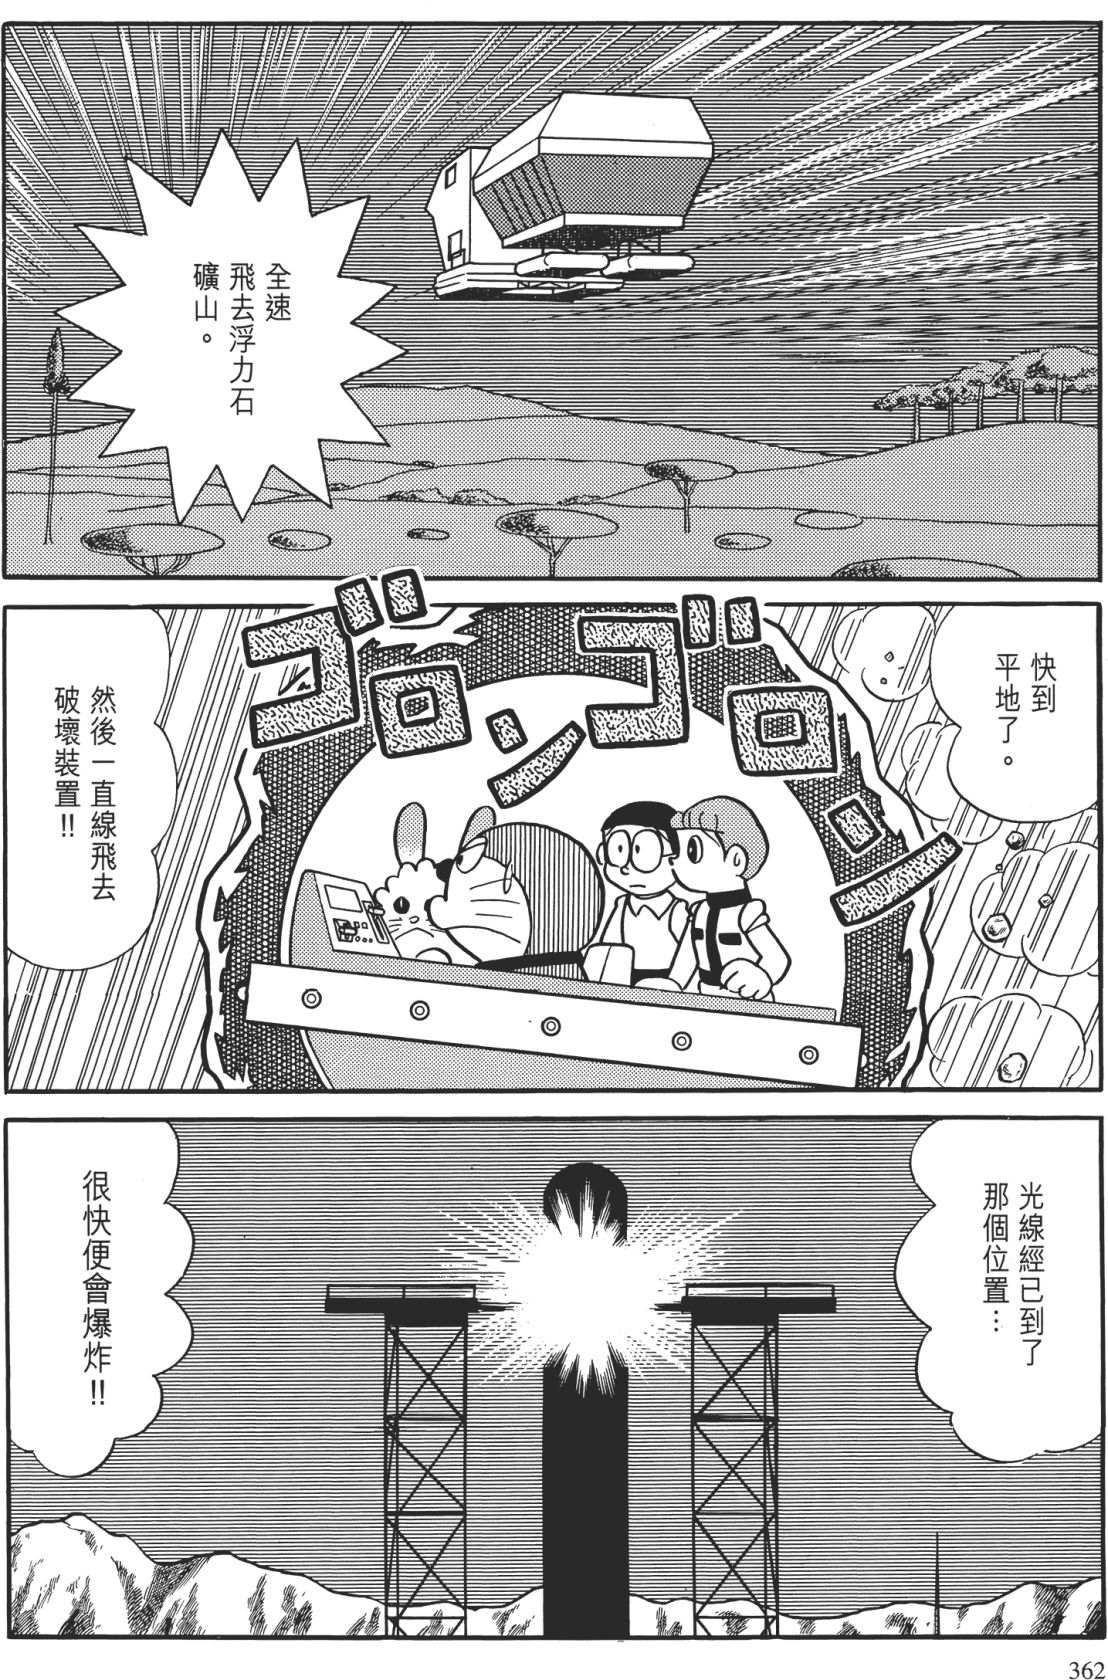 全速
飛去浮力石
礦山。
ゴロンゴロン
快到
平地了。
然後一直線飛去
破壞裝置!!
光線經已到了
那個位置…
很快便會爆炸!!
362